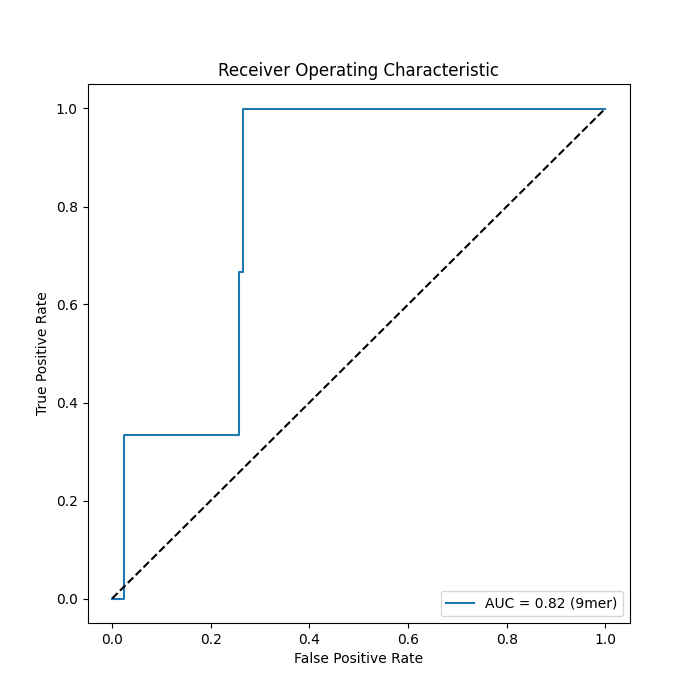 Receiver Operating Characteristic
True Positive Rate
1.0
0.8
0.6
0.4
0.2
0.0
AUC = 0.82 (9mer)
0.0 0.2 0.4 0.6 0.8 1.0
False Positive Rate